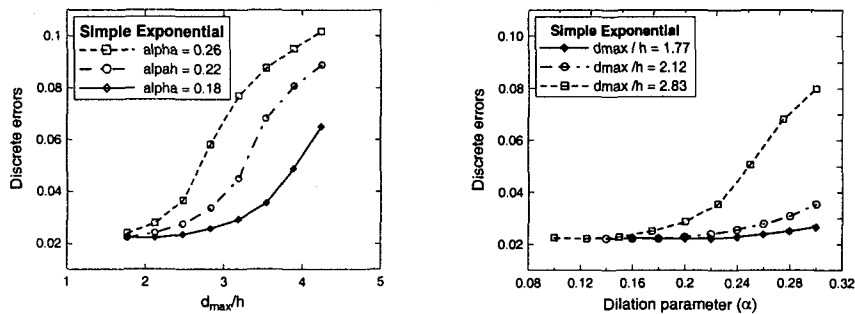 Simple Exponential
alpha = 0.26
alpah = 0.22
alpha = 0.18
0.1
0.08
0.06
0.04
0.02
Discrete errors
1
2
3
4
5
dmax/h
Simple Exponential
dmax / h = 1.77
dmax/h = 2.12
dmax/h = 2.83
0.1
0.08
0.06
0.04
0.02
Discrete errors
0.08
0.12
0.16
0.2
0.24
0.28
0.32
Dilation parameter (α)